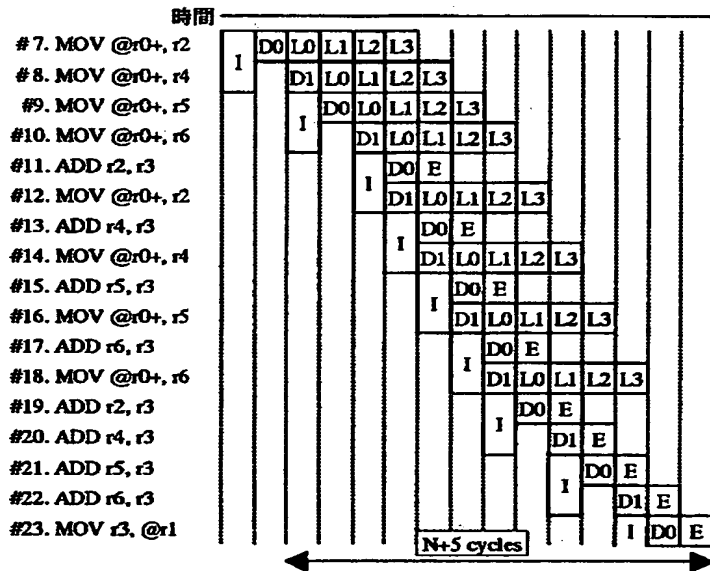 時間
#7. MOV @r0+, r2 I D0 L0 L1 L2 L3
#8. MOV @r0+, r4 D1 L0 L1 L2 L3
#9. MOV @r0+, r5 I D0 L0 L1 L2 L3
#10. MOV @r0+, r6 D1 L0 L1 L2 L3
#11. ADD r2, r3 I D0 E
#12. MOV @r0+, r2 D1 L0 L1 L2 L3
#13. ADD r4, r3 I D0 E
#14. MOV @r0+, r4 D1 L0 L1 L2 L3
#15. ADD r5, r3 I D0 E
#16. MOV @r0+, r5 D1 L0 L1 L2 L3
#17. ADD r6, r3 I D0 E
#18. MOV @r0+, r6 D1 L0 L1 L2 L3
#19. ADD r2, r3 I D0 E
#20. ADD r4, r3 D1 E
#21. ADD r5, r3 I D0 E
#22. ADD r6, r3 D1 E
#23. MOV r3, @r1 I D0 E
N+5 cycles